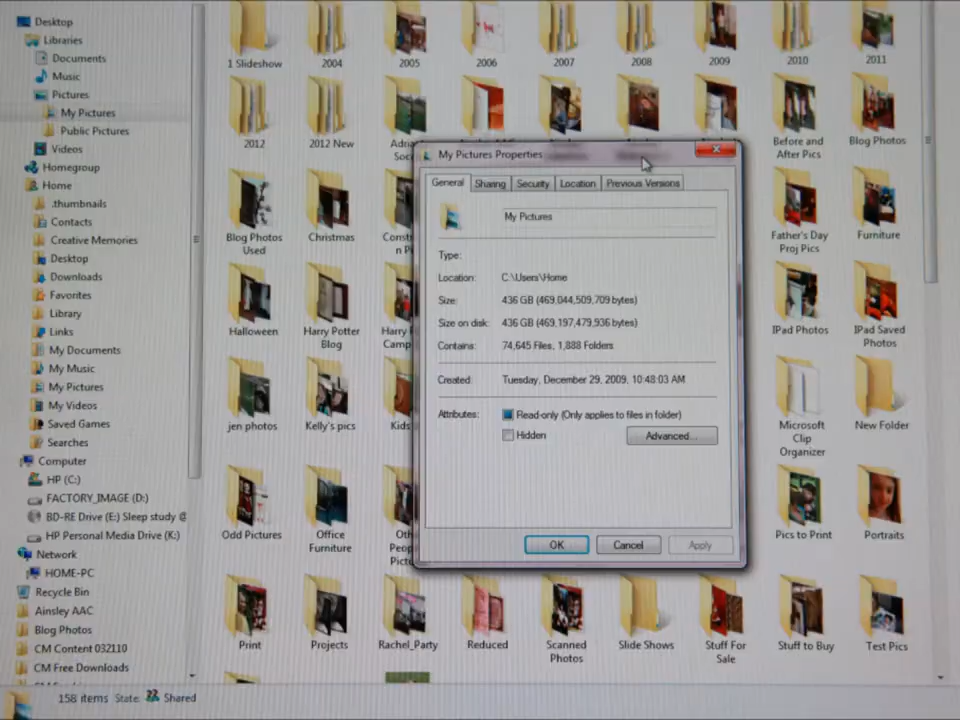 Desktop
Libraries
Documents
Music
Pictures
My Pictures
Public Pictures
Videos
Homegroup
Home
.thumbnails
Contacts
Creative Memories
Desktop
Downloads
Favorites
Library
Links
My Documents
My Music
My Pictures
My Videos
Saved Games
Searches
Computer
HP (C:)
FACTORY_IMAGE (D:)
BD-RE Drive (E:) Sleep study
HP Personal Media Drive (K:)
Network
HOME-PC
Recycle Bin
Ainsley AAC
Blog Photos
CM Content 032110
CM Free Downloads
1 Slideshow 2004 2005 2006 2007 2008 2009 2010 2011
2012 2012 New Before and After Pics Blog Photos
Blog Photos Used Christmas Father's Day Proj Pics Furniture
Halloween Harry Potter Blog IPad Photos IPad Saved Photos
jen photos Kelly's pics Kids Microsoft Clip Organizer New Folder
Odd Pictures Office Furniture Pics to Print Portraits
Print Projects Rachel_Party Reduced Scanned Photos Slide Shows Stuff For Sale Stuff to Buy Test Pics
My Pictures Properties
General Sharing Security Location Previous Versions
My Pictures
Type:
Location: C:\Users\Home
Size: 436 GB (469,044,509,709 bytes)
Size on disk: 436 GB (469,197,479,936 bytes)
Contains: 74,645 Files, 1,888 Folders
Created: Tuesday, December 29, 2009, 10:48:03 AM
Attributes: Read-only (Only applies to files in folder)
Hidden Advanced...
OK Cancel Apply
158 items State: Shared